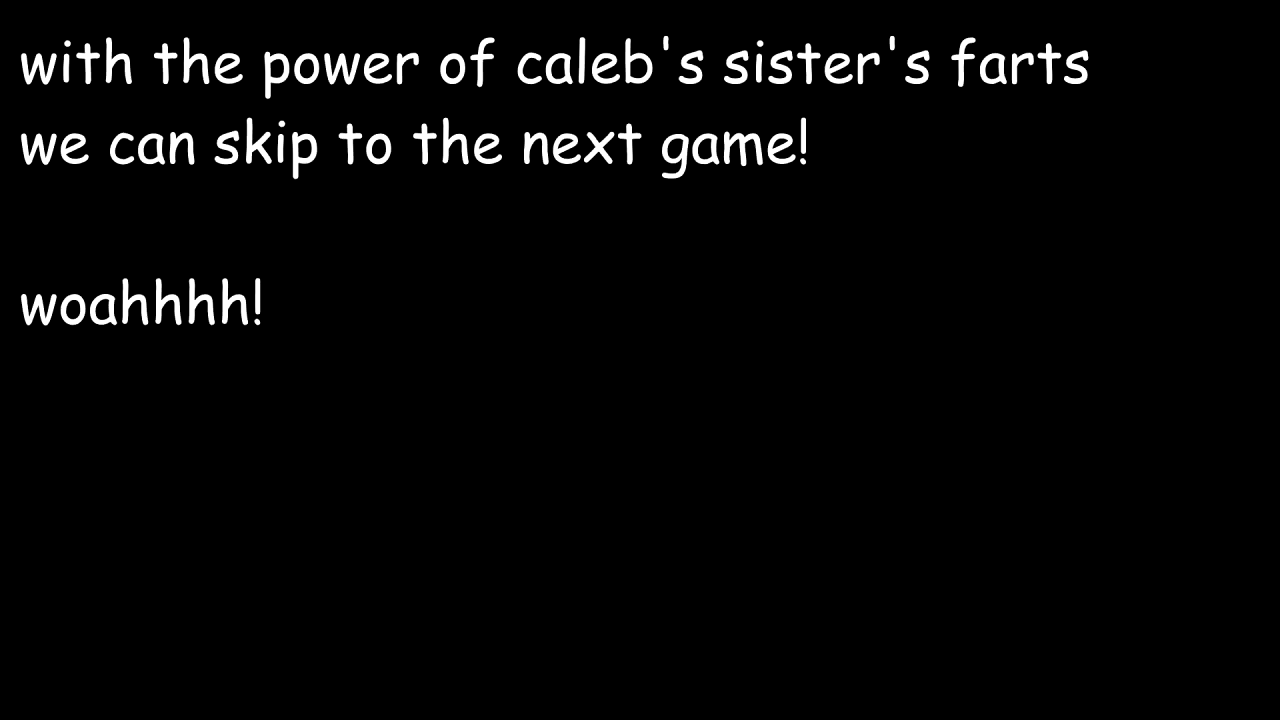 with the power of caleb's sister's farts
we can skip to the next game!
woahhhh!